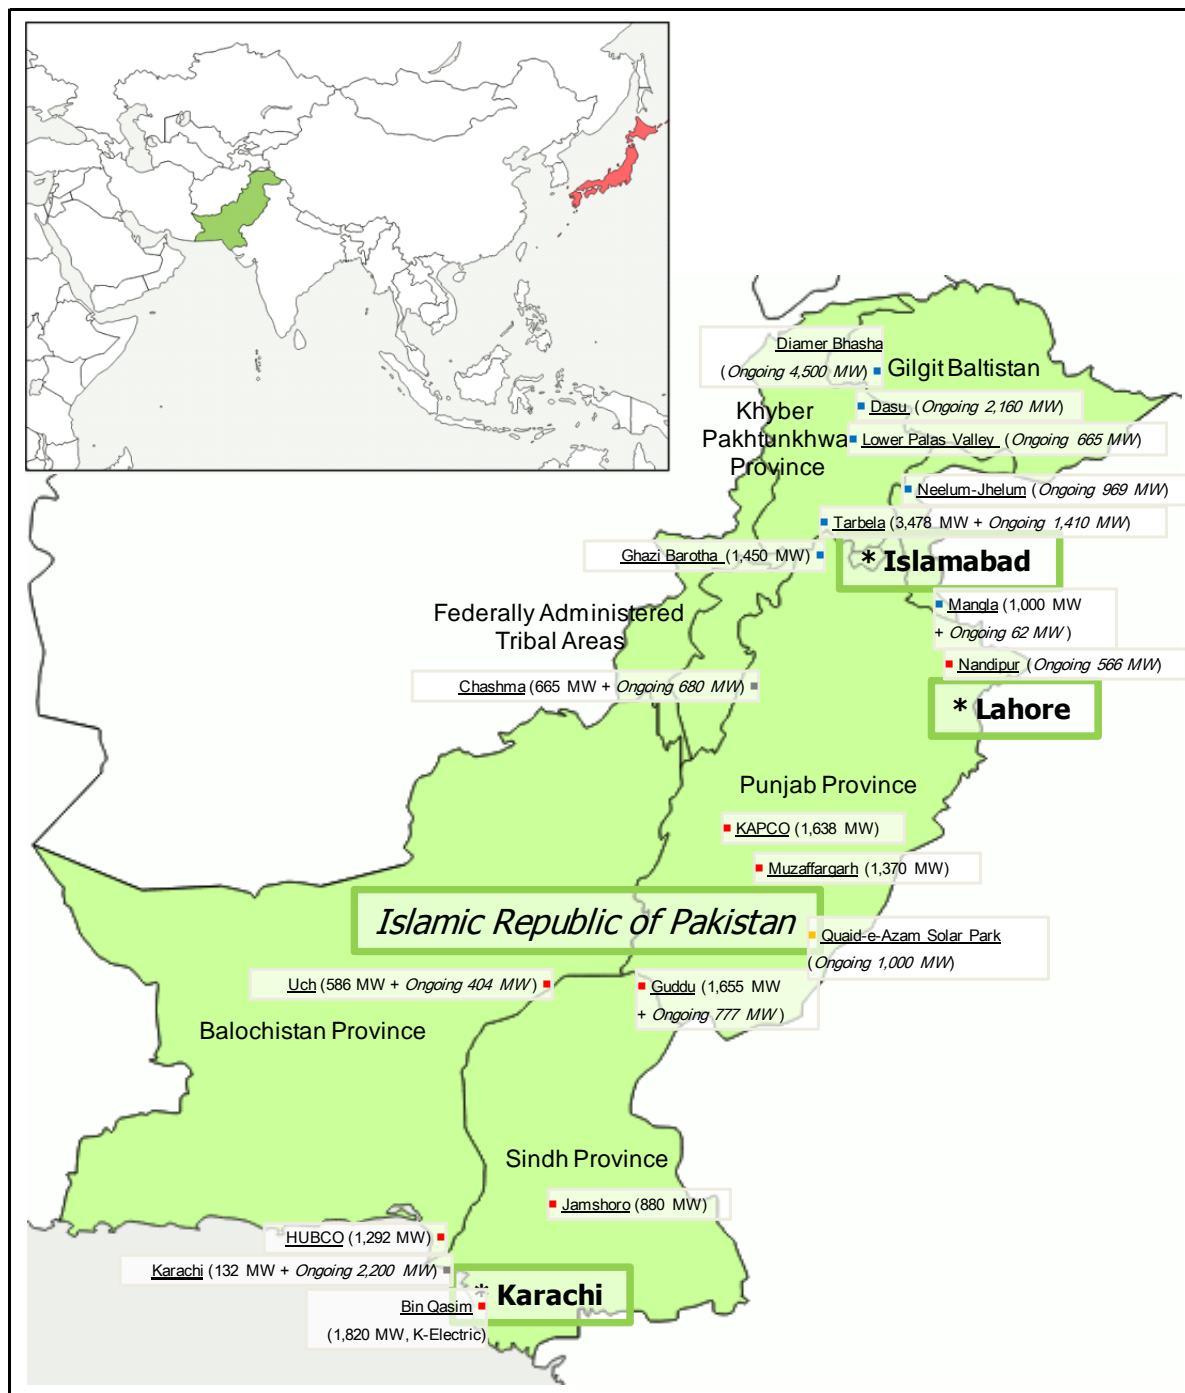 Diamer Bhasha
(Ongoing 4,500 MW)
Gilgit Baltistan
Dasu (Ongoing 2,160 MW)
Khyber
Pakhtunkhwa
Province
Lower Palas Valley (Ongoing 665 MW)
Neelum-Jhelum (Ongoing 969 MW)
Tarbela (3,478 MW + Ongoing 1,410 MW)
Ghazi Barotha (1,450 MW)
* Islamabad
Mangla (1,000 MW
+ Ongoing 62 MW)
Federally Administered
Tribal Areas
Nandipur (Ongoing 566 MW)
Chashma (665 MW + Ongoing 680 MW)
* Lahore
Punjab Province
KAPCO (1,638 MW)
Muzaffargarh (1,370 MW)
Islamic Republic of Pakistan
Quaid-e-Azam Solar Park
(Ongoing 1,000 MW)
Uch (586 MW + Ongoing 404 MW)
Guddu (1,655 MW
+ Ongoing 777 MW)
Balochistan Province
Sindh Province
Jamshoro (880 MW)
HUBCO (1,292 MW)
Karachi (132 MW + Ongoing 2,200 MW)
* Karachi
Bin Qasim
(1,820 MW, K-Electric)